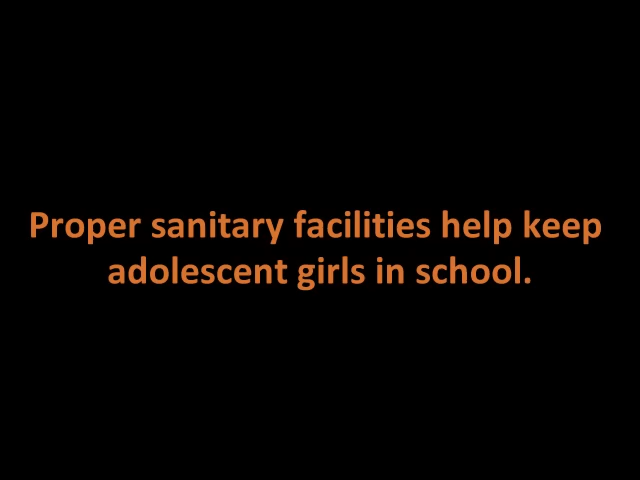 Proper sanitary facilities help keep
adolescent girls in school.